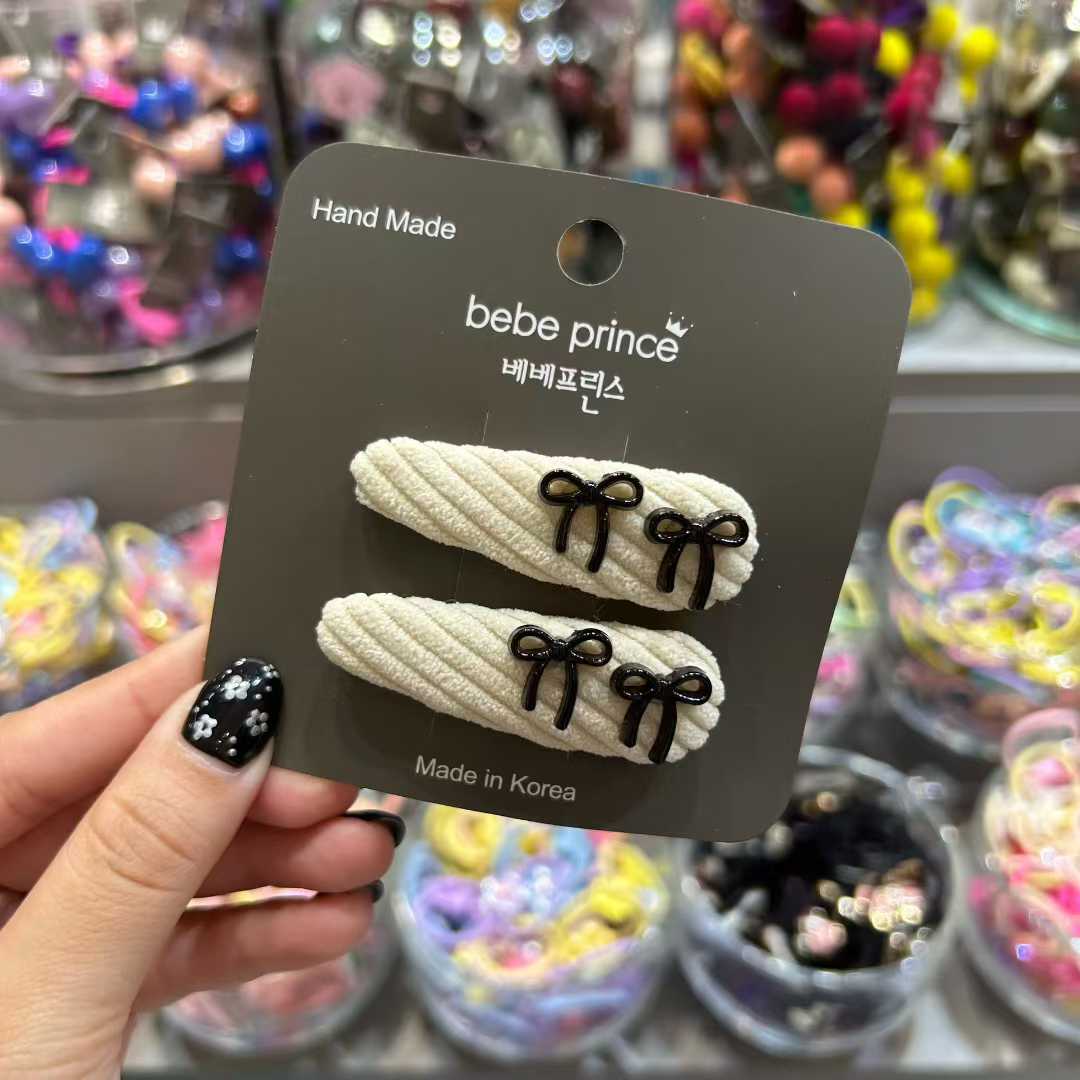 Hand Made
bebe prince
베베프린스
Made in Korea